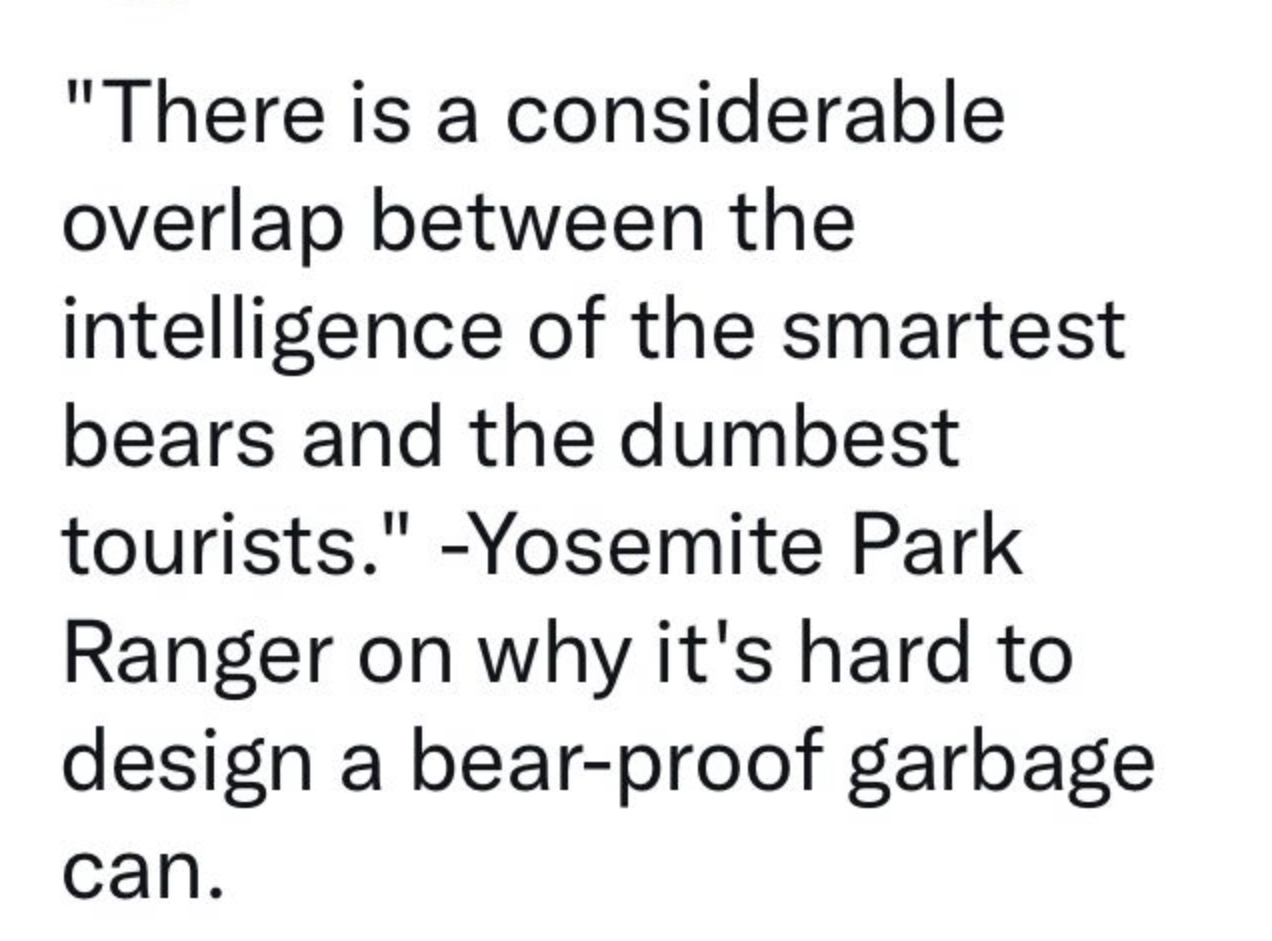 "There is a considerable
overlap between the
intelligence of the smartest
bears and the dumbest
tourists." -Yosemite Park
Ranger on why it's hard to
design a bear-proof garbage
can.